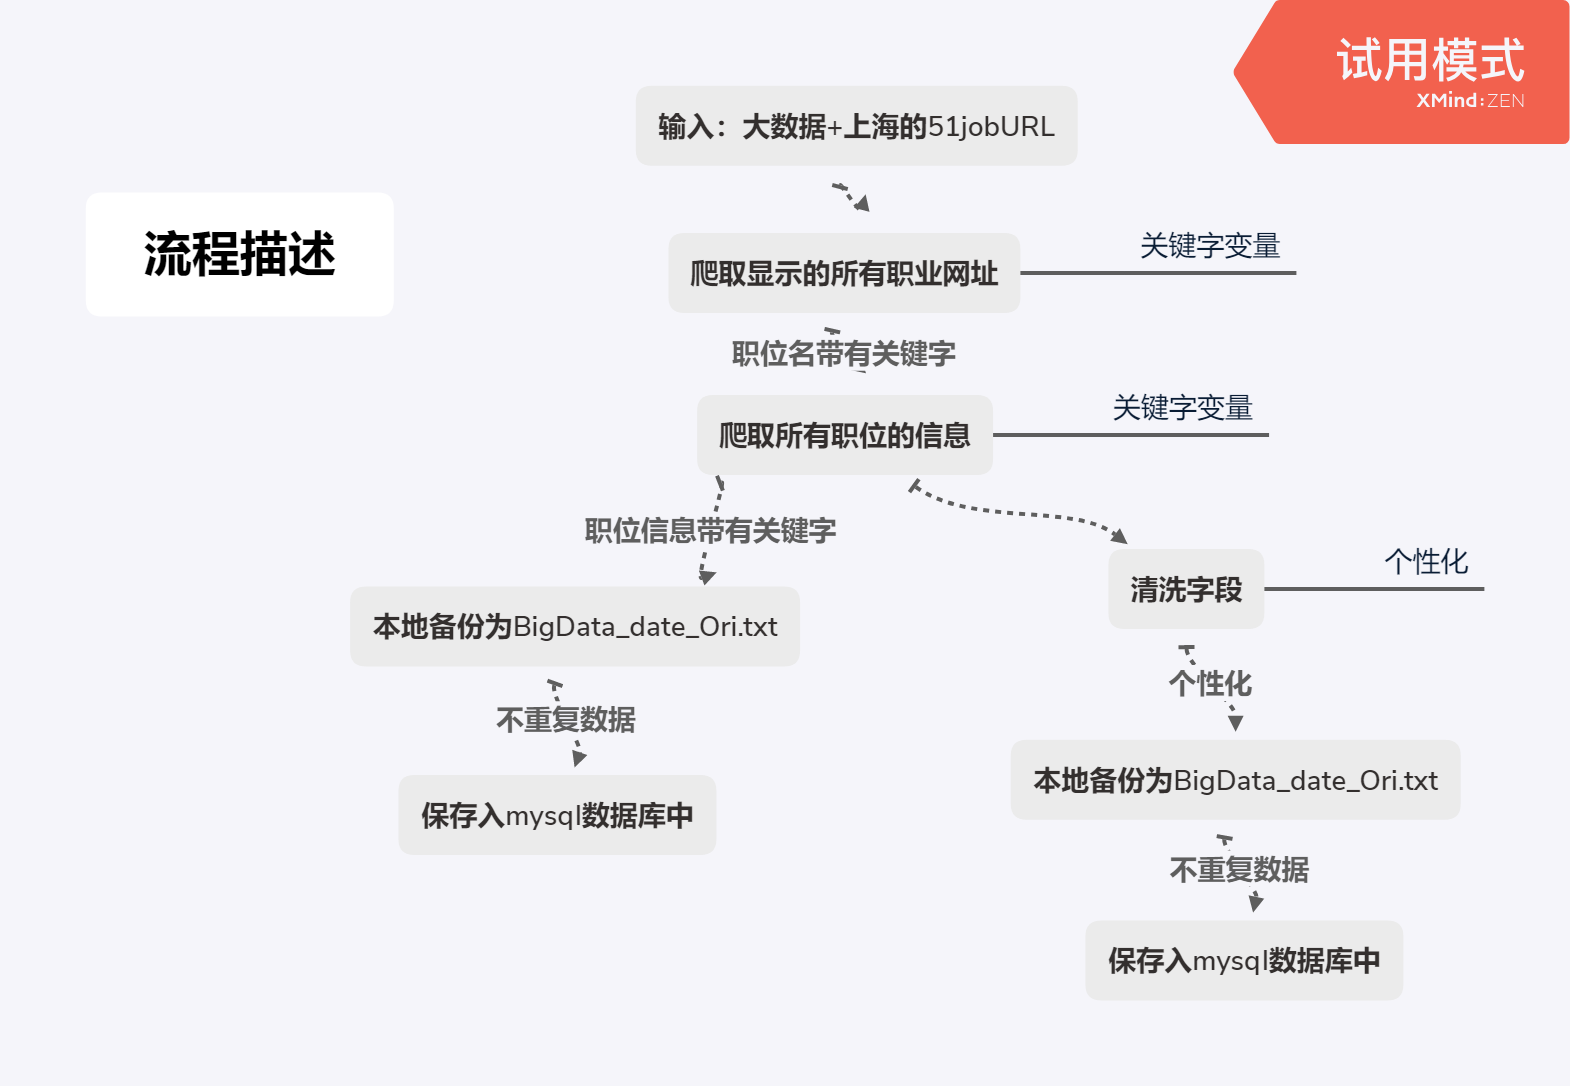 试用模式
XMind:ZEN
输入：大数据+上海的51jobURL
流程描述
爬取显示的所有职业网址
关键字变量
职位名带有关键字
爬取所有职位的信息
关键字变量
职位信息带有关键字
清洗字段
个性化
本地备份为BigData_date_Ori.txt
个性化
不重复数据
本地备份为BigData_date_Ori.txt
保存入mysql数据库中
不重复数据
保存入mysql数据库中